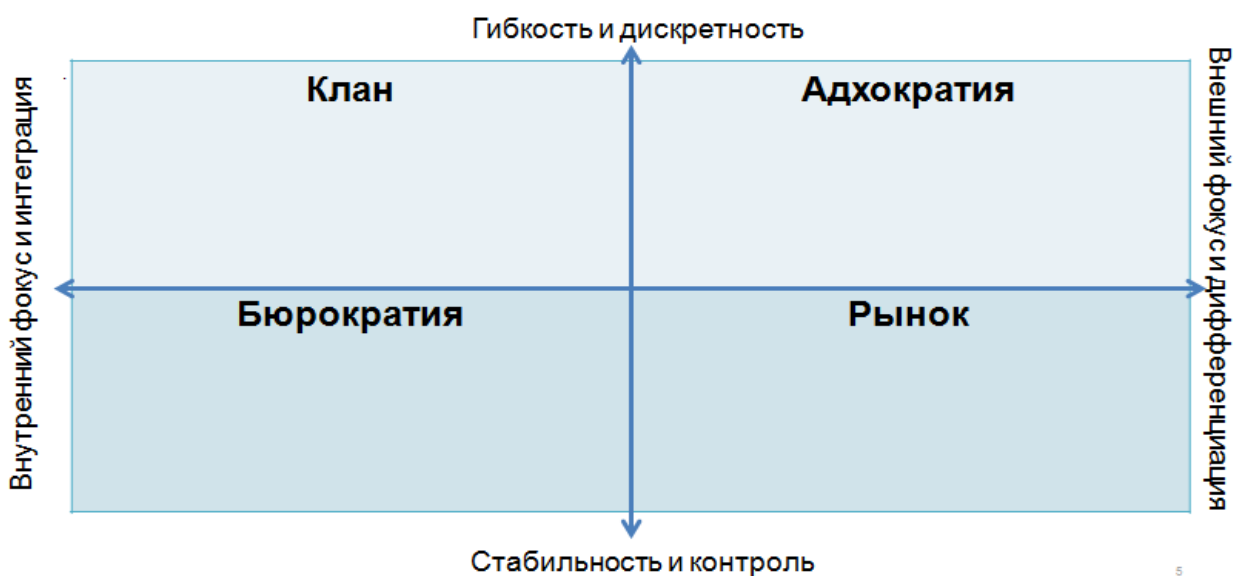 Гибкость и дискретность
Клан
Адхократия
Внутренний фокус и интеграция
Внешний фокус и дифференциация
Бюрократия
Рынок
Стабильность и контроль
5